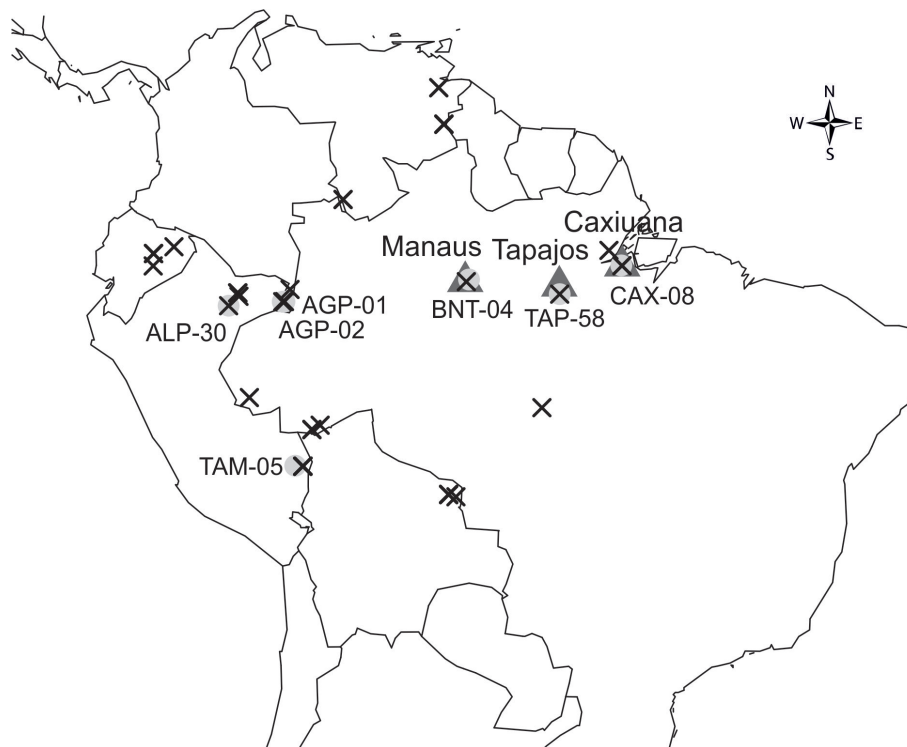 N
W E
S
Caxiuana
Manaus Tapajos
AGP-01
BNT-04
CAX-08
TAP-58
ALP-30
AGP-02
TAM-05